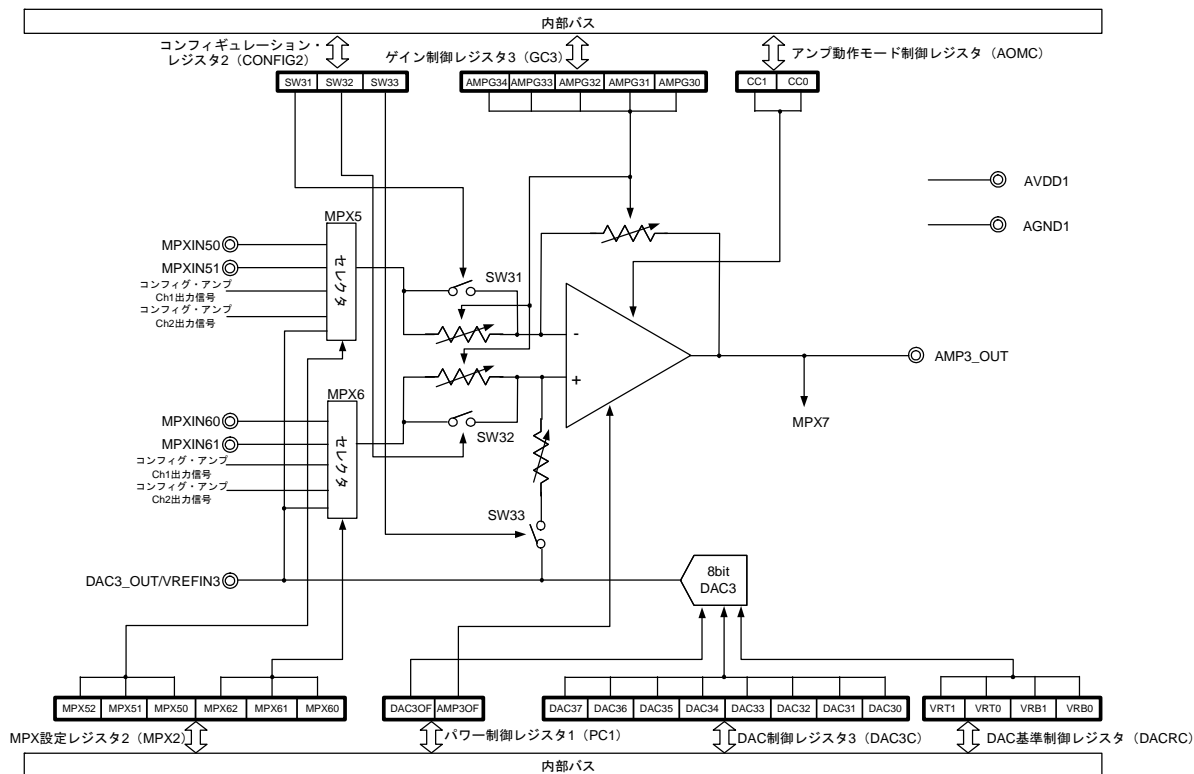 内部バス
コンフィギュレーション・
レジスタ2（CONFIG2）
ゲイン制御レジスタ3（GC3）
アンプ動作モード制御レジスタ（AOMC）
SW31 SW32 SW33
AMPG34 AMPG33 AMPG32 AMPG31 AMPG30
CC1 CC0
AVDD1
AGND1
MPX5
MPXIN50
MPXIN51
コンフィグ・アンプ
Ch1出力信号
コンフィグ・アンプ
Ch2出力信号
セレクタ
SW31
-
+
AMP3_OUT
MPX7
MPX6
MPXIN60
MPXIN61
コンフィグ・アンプ
Ch1出力信号
コンフィグ・アンプ
Ch2出力信号
セレクタ
SW32
SW33
DAC3_OUT/VREFIN3
8bit
DAC3
MPX52 MPX51 MPX50 MPX62 MPX61 MPX60
DAC3OF AMP3OF
DAC37 DAC36 DAC35 DAC34 DAC33 DAC32 DAC31 DAC30
VRT1 VRT0 VRB1 VRB0
MPX設定レジスタ2（MPX2）
パワー制御レジスタ1（PC1）
DAC制御レジスタ3（DAC3C）
DAC基準制御レジスタ（DACRC）
内部バス